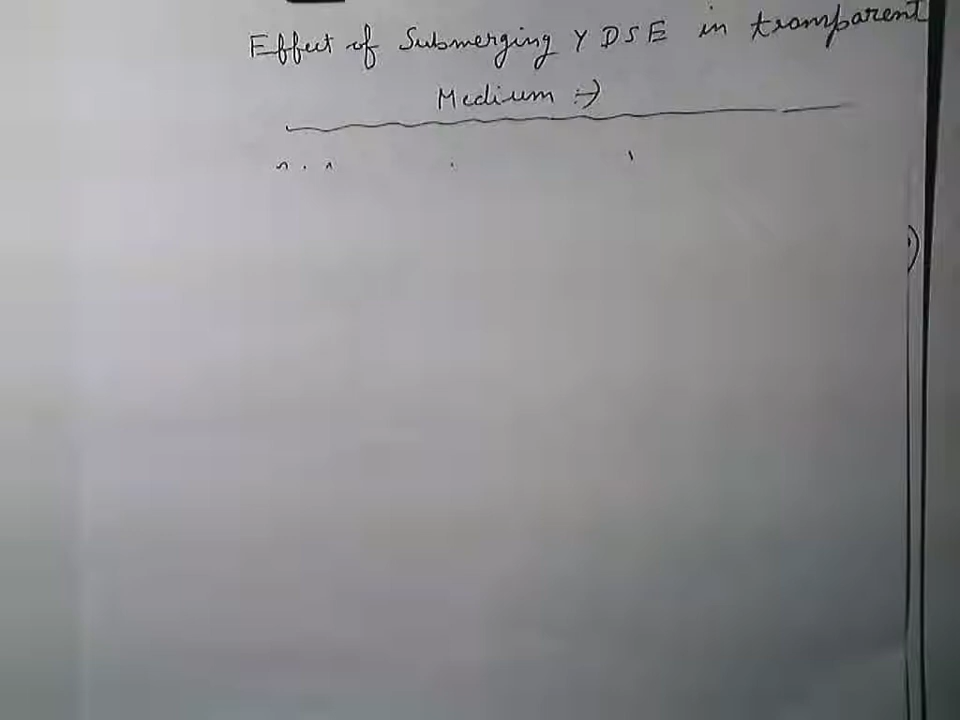 Effect of Submerging YDSE in transparent
Medium :→